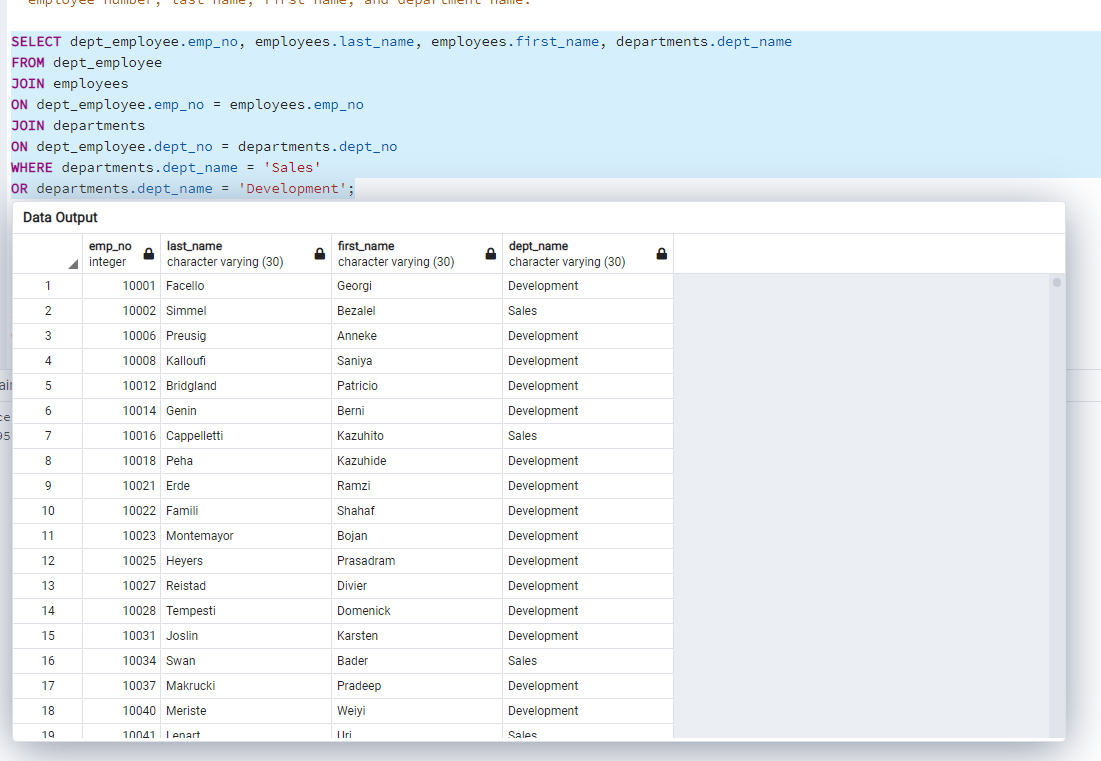 employee number, last name, first name, and department name.
SELECT dept_employee.emp_no, employees.last_name, employees.first_name, departments.dept_name
FROM dept_employee
JOIN employees
ON dept_employee.emp_no = employees.emp_no
JOIN departments
ON dept_employee.dept_no = departments.dept_no
WHERE departments.dept_name = 'Sales'
OR departments.dept_name = 'Development';
Data Output
emp_no last_name first_name dept_name
integer character varying (30) character varying (30) character varying (30)
1 10001 Facello Georgi Development
2 10002 Simmel Bezalel Sales
3 10006 Preusig Anneke Development
4 10008 Kalloufi Saniya Development
5 10012 Bridgland Patricio Development
6 10014 Genin Berni Development
7 10016 Cappelletti Kazuhito Sales
8 10018 Peha Kazuhide Development
9 10021 Erde Ramzi Development
10 10022 Famili Shahaf Development
11 10023 Montemayor Bojan Development
12 10025 Heyers Prasadram Development
13 10027 Reistad Divier Development
14 10028 Tempesti Domenick Development
15 10031 Joslin Karsten Development
16 10034 Swan Bader Sales
17 10037 Makrucki Pradeep Development
18 10040 Meriste Weiyi Development
19 10041 Lenart Uri Sales